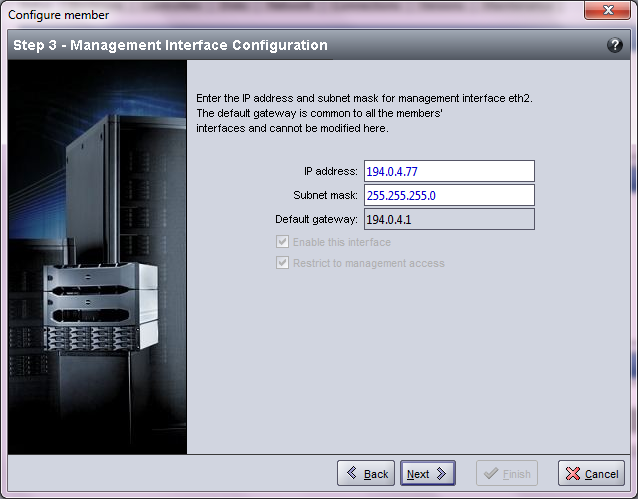 Configure member
Step 3 - Management Interface Configuration
?
Enter the IP address and subnet mask for management interface eth2.
The default gateway is common to all the members'
interfaces and cannot be modified here.
IP address: 194.0.4.77
Subnet mask: 255.255.255.0
Default gateway: 194.0.4.1
Enable this interface
Restrict to management access
Back Next Finish Cancel